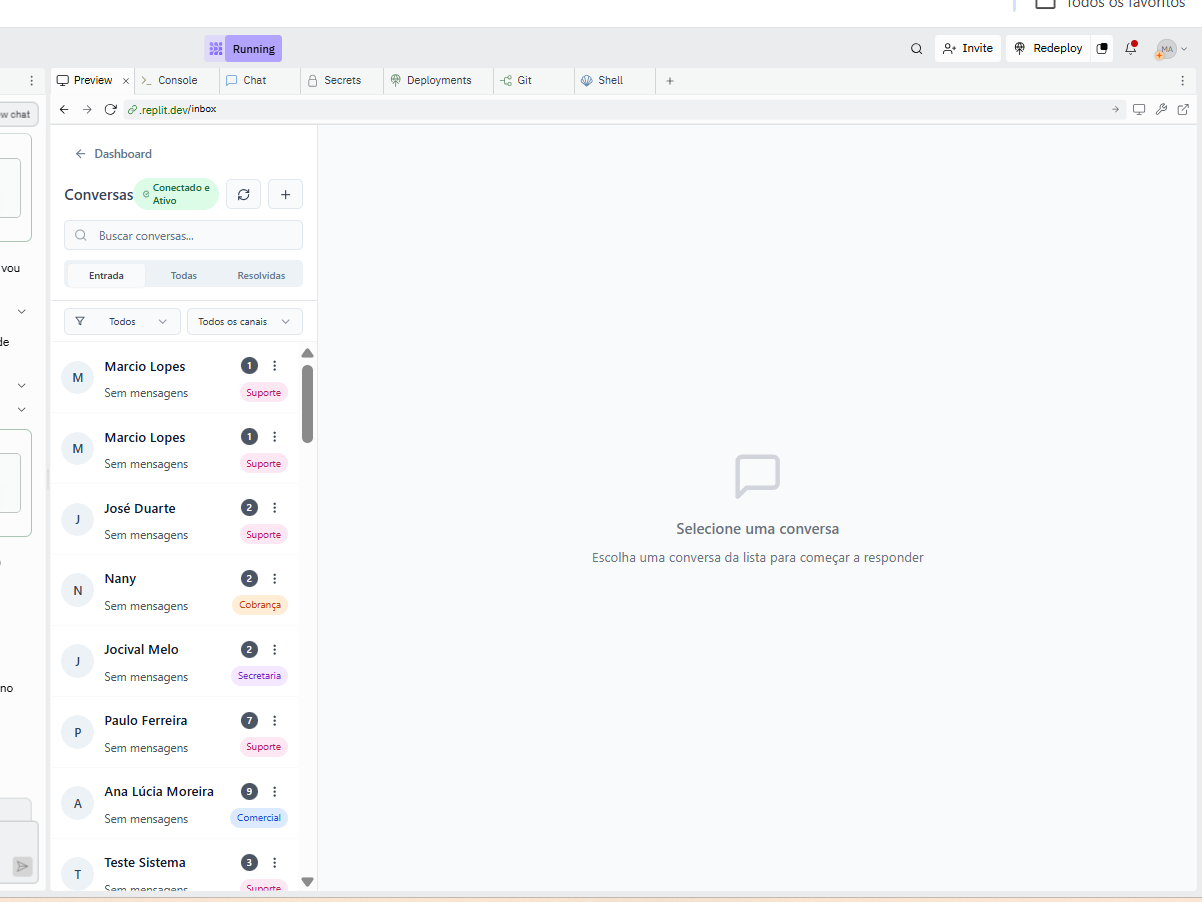 Todos os favoritos
Running
Invite
Redeploy
MA
Preview
Console
Chat
Secrets
Deployments
Git
Shell
w chat
.replit.dev/inbox
Dashboard
Conversas
Conectado e
Ativo
Buscar conversas...
Entrada
Todas
Resolvidas
vou
Todos
Todos os canais
de
Marcio Lopes
1
Sem mensagens
Suporte
Marcio Lopes
1
Sem mensagens
Suporte
José Duarte
2
Sem mensagens
Suporte
Nany
2
Sem mensagens
Cobrança
Jocival Melo
2
Sem mensagens
Secretaria
no
Paulo Ferreira
7
Sem mensagens
Suporte
Ana Lúcia Moreira
9
Sem mensagens
Comercial
Teste Sistema
3
Sem mensagens
Suporte
M
M
J
N
J
P
A
T
Selecione uma conversa
Escolha uma conversa da lista para começar a responder